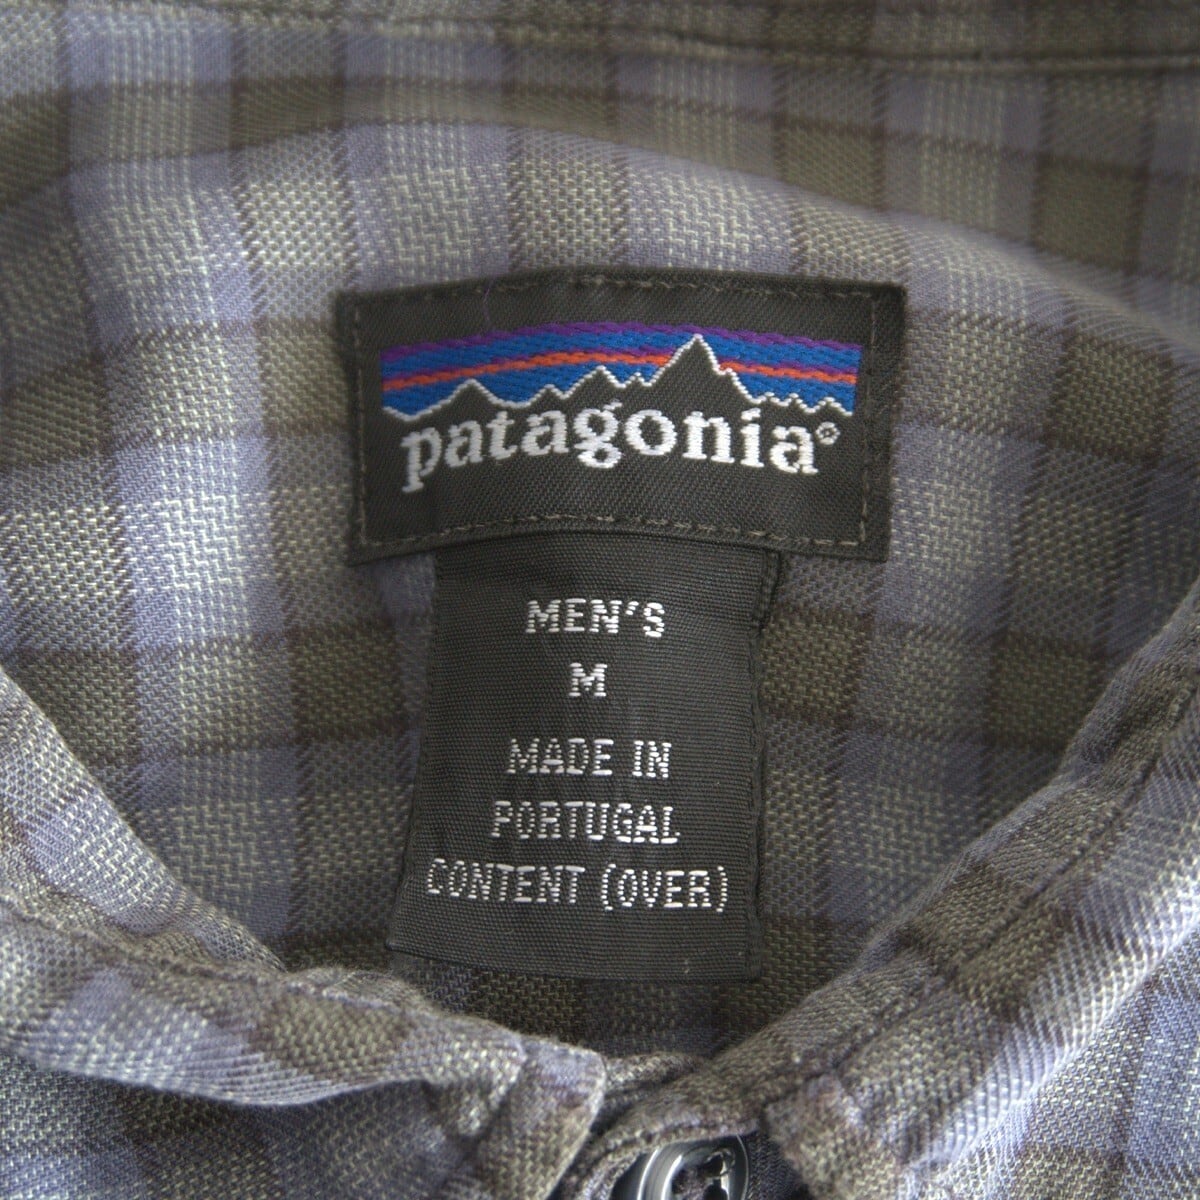 patagonia®
MEN'S
M
MADE IN
PORTUGAL
CONTENT (OVER)